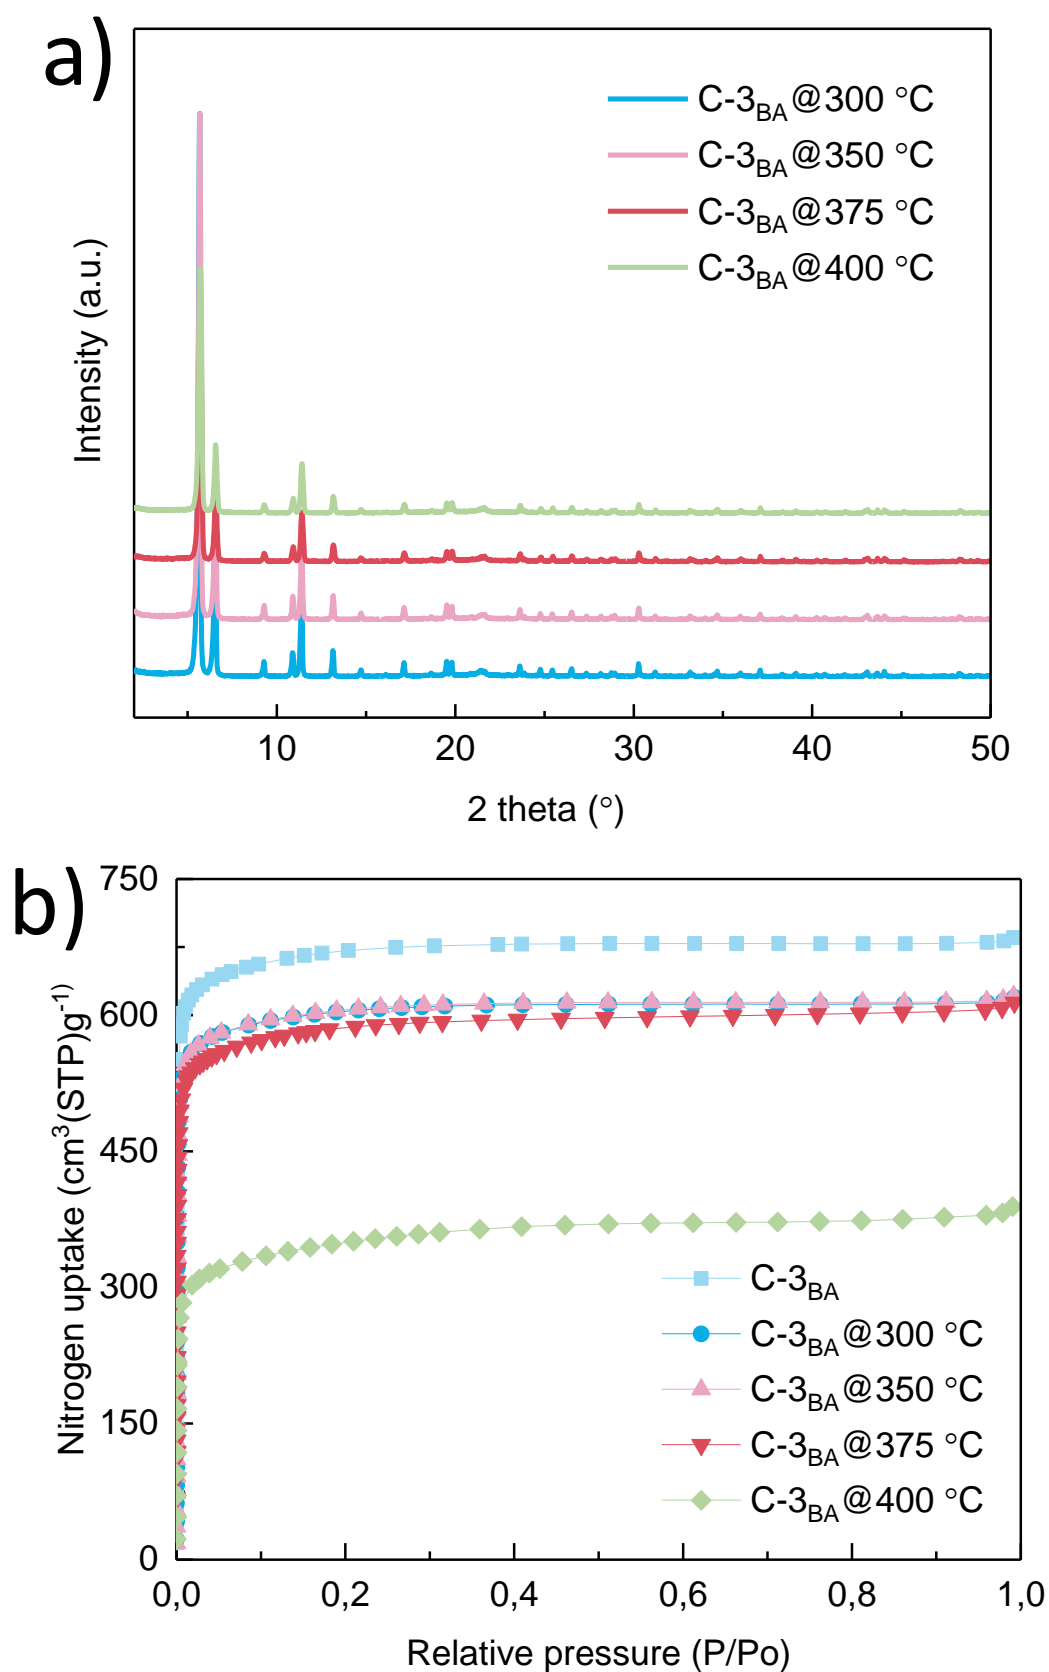 a)
C-3BA@300 °C
C-3BA@350 °C
C-3BA@375 °C
C-3BA@400 °C
Intensity (a.u.)
10 20 30 40 50
2 theta (°)
b)
750
600
450
300
150
0
Nitrogen uptake (cm3(STP)g-1)
C-3BA
C-3BA@300 °C
C-3BA@350 °C
C-3BA@375 °C
C-3BA@400 °C
0,0 0,2 0,4 0,6 0,8 1,0
Relative pressure (P/Po)